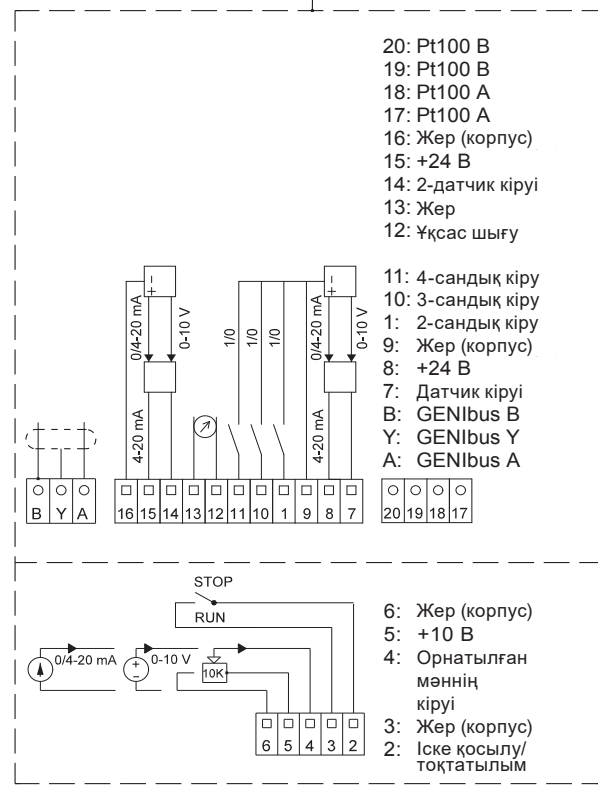 20: Pt100 B
19: Pt100 B
18: Pt100 A
17: Pt100 A
16: Жер (корпус)
15: +24 В
14: 2-датчик кіруі
13: Жер
12: Ұқсас шығу
11: 4-сандық кіру
10: 3-сандық кіру
1: 2-сандық кіру
9: Жер (корпус)
8: +24 В
7: Датчик кіруі
B: GENIbus B
Y: GENIbus Y
A: GENIbus A
- +
- +
0/4-20 mA
0-10 V
1/0
1/0
1/0
0/4-20 mA
0-10 V
4-20 mA
4-20 mA
B Y A
16 15 14 13 12 11 10 1 9 8 7
20 19 18 17
STOP
RUN
0/4-20 mA
+ -
0-10 V
10K
6 5 4 3 2
6: Жер (корпус)
5: +10 В
4: Орнатылған
мәннің
кіруі
3: Жер (корпус)
2: Іске қосылу/
тоқтатылым